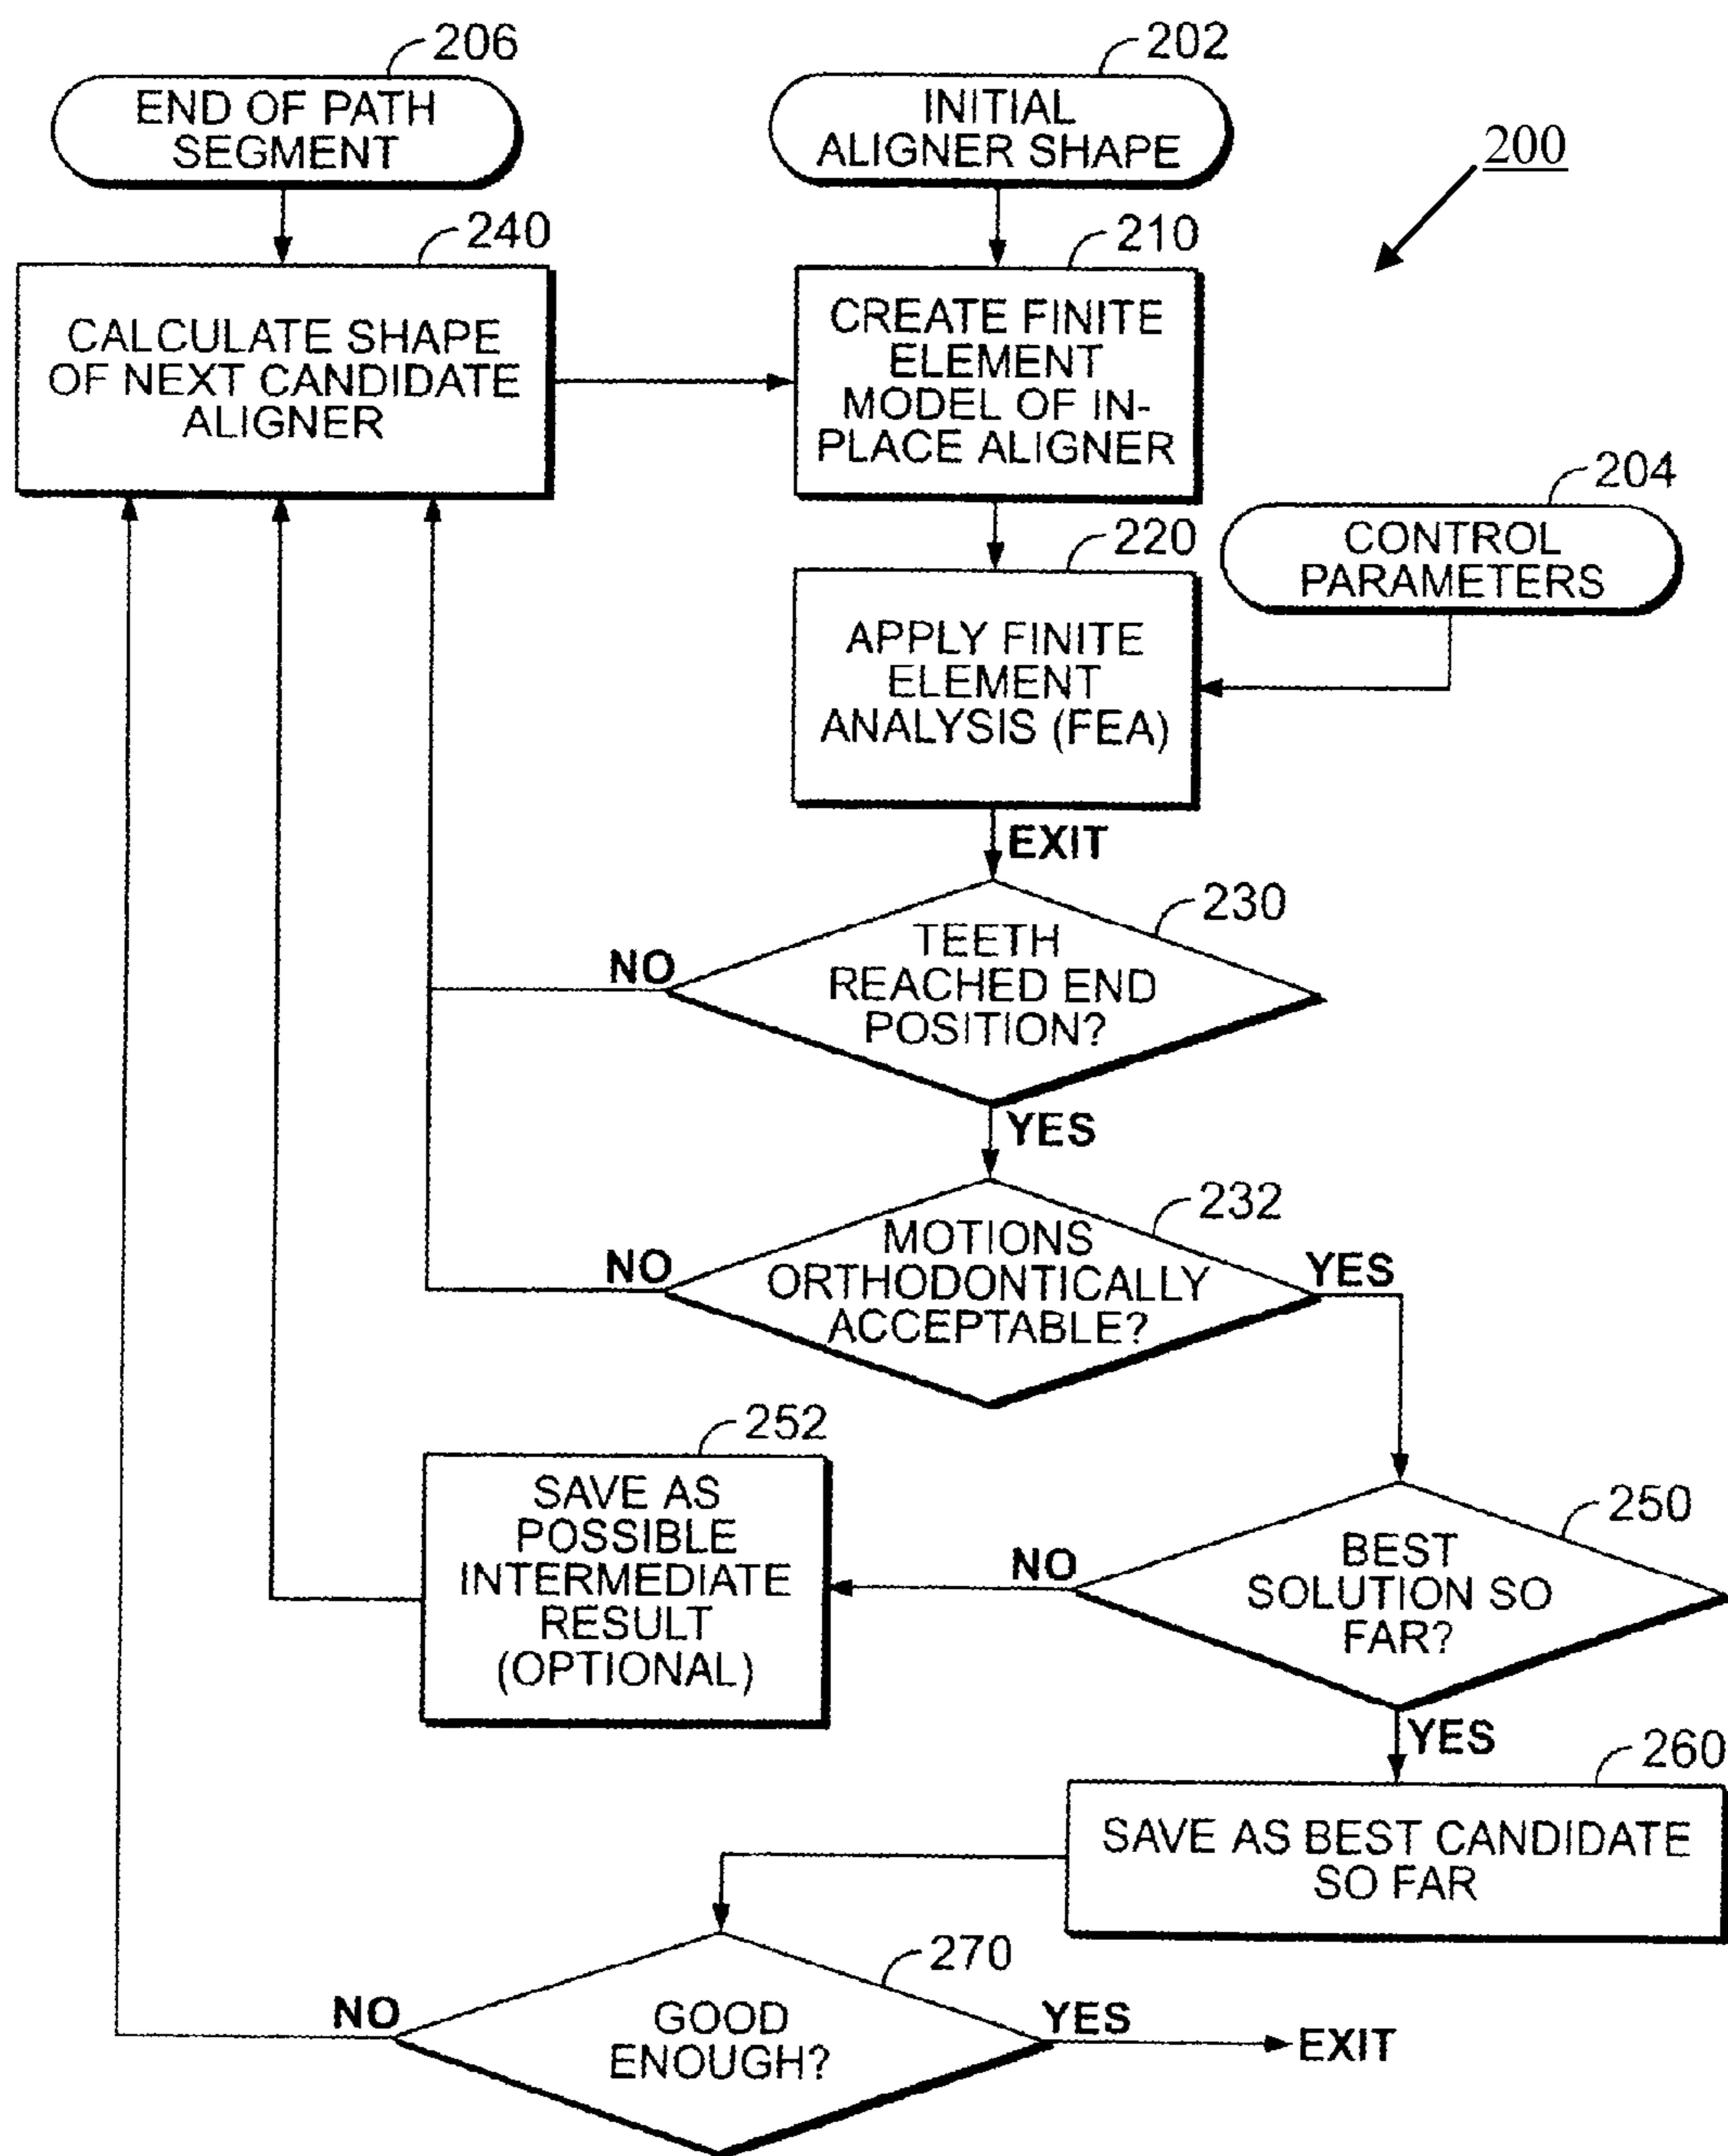 206
END OF PATH
SEGMENT
202
INITIAL
ALIGNER SHAPE
200
240
CALCULATE SHAPE
OF NEXT CANDIDATE
ALIGNER
210
CREATE FINITE
ELEMENT
MODEL OF IN-
PLACE ALIGNER
204
CONTROL
PARAMETERS
220
APPLY FINITE
ELEMENT
ANALYSIS (FEA)
EXIT
230
TEETH
REACHED END
POSITION?
NO
YES
232
MOTIONS
ORTHODONTICALLY
ACCEPTABLE?
NO
YES
252
SAVE AS
POSSIBLE
INTERMEDIATE
RESULT
(OPTIONAL)
250
BEST
SOLUTION SO
FAR?
NO
YES
260
SAVE AS BEST CANDIDATE
SO FAR
270
GOOD
ENOUGH?
NO
YES
EXIT